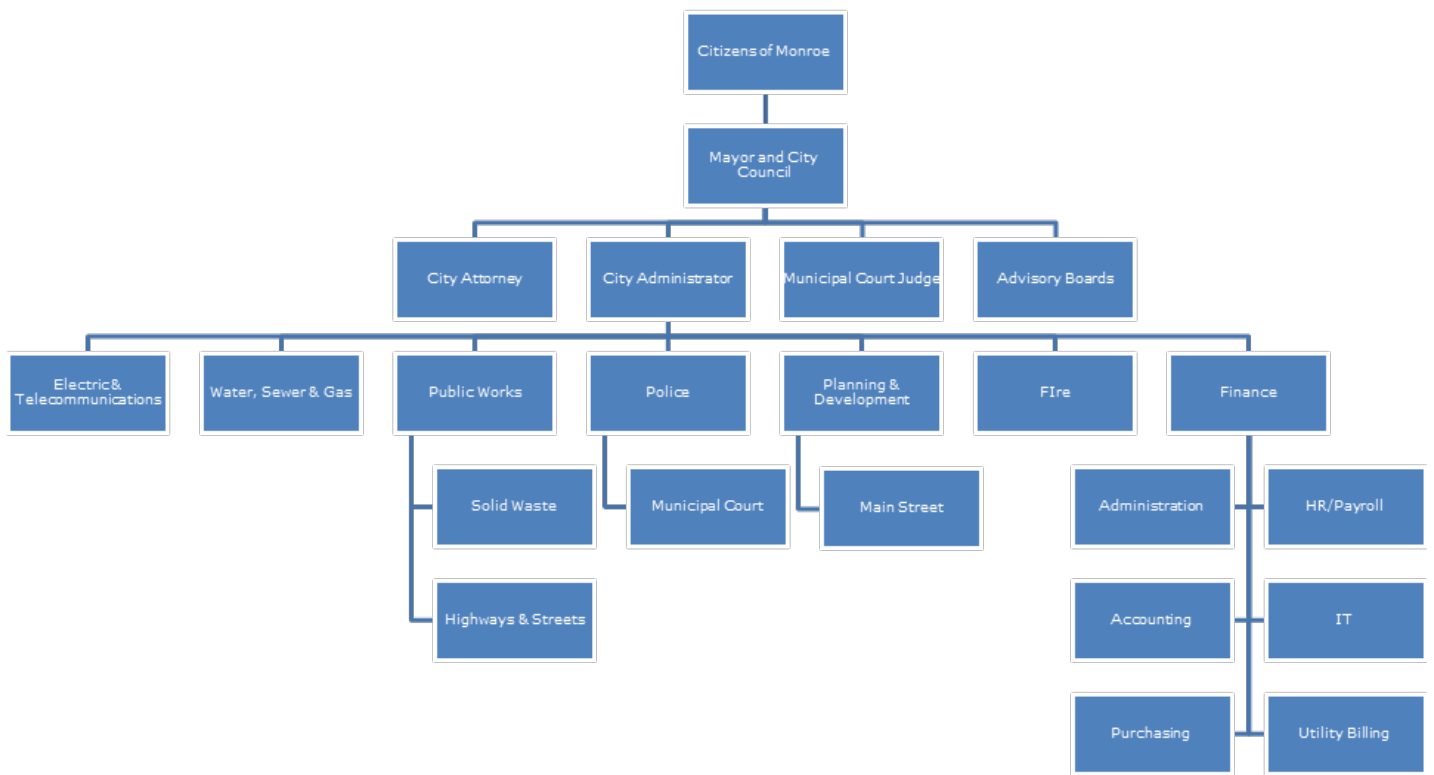 Citizens of Monroe
Mayor and City
Council
City Attorney
City Administrator
Municipal Court Judge
Advisory Boards
Electric &
Telecommunications
Water, Sewer & Gas
Public Works
Police
Planning &
Development
FIre
Finance
Solid Waste
Municipal Court
Main Street
Administration
HR/Payroll
Highways & Streets
Accounting
IT
Purchasing
Utility Billing